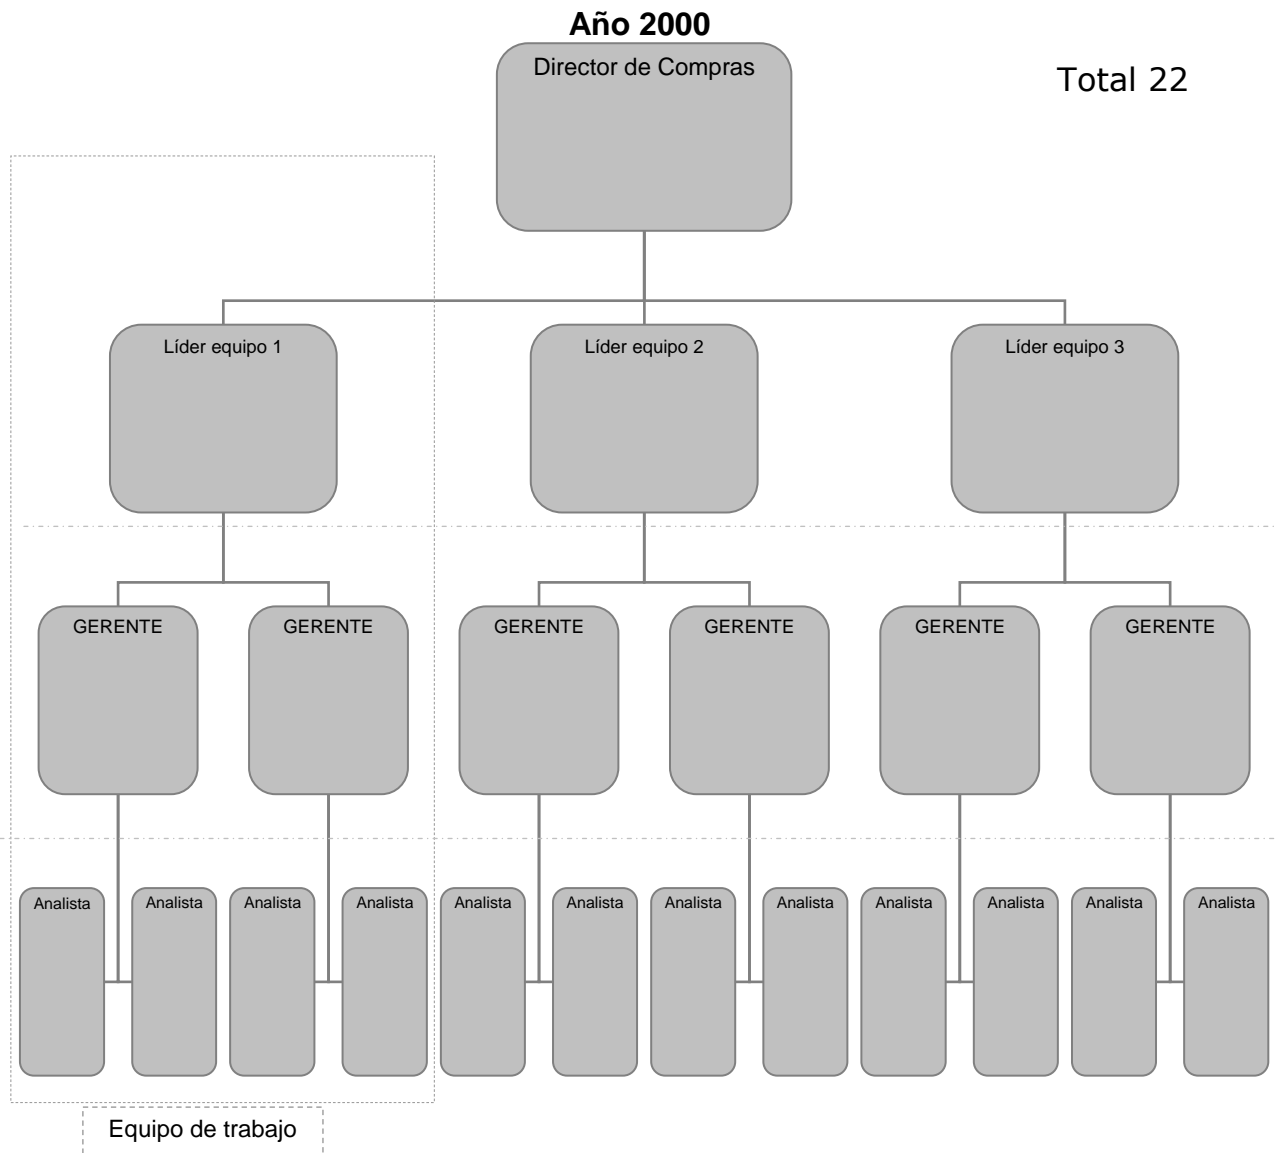 Año 2000
Director de Compras
Total 22
Líder equipo 1
Líder equipo 2
Líder equipo 3
GERENTE
GERENTE
GERENTE
GERENTE
GERENTE
GERENTE
Analista
Analista
Analista
Analista
Analista
Analista
Analista
Analista
Analista
Analista
Analista
Analista
Equipo de trabajo